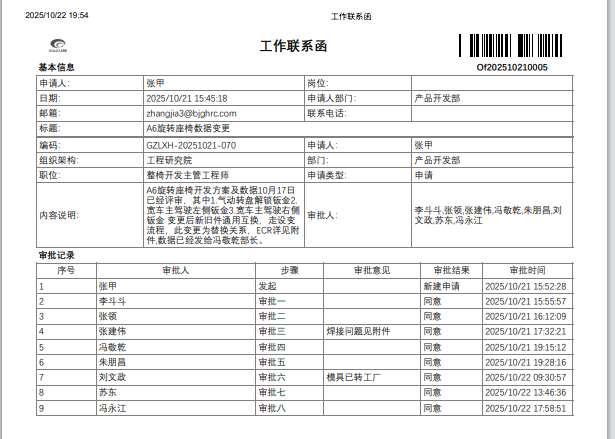 2025/10/22 19:54 工作联系函
GOLDHARE
工作联系函
基本信息 Of202510210005
申请人: 张甲 岗位:
日期: 2025/10/21 15:45:18 申请人部门: 产品开发部
邮箱: zhangjia3@bjghrc.com 联系电话:
标题: A6旋转座椅数据变更
编码: GZLXH-20251021-070 申请人: 张甲
组织架构: 工程研究院 部门: 产品开发部
职位: 整椅开发主管工程师 申请类型: 申请
内容说明: A6旋转座椅开发方案及数据10月17日
已经评审，其中1.气动转盘解锁钣金2.
宽车主驾驶左侧钣金3.宽车主驾驶右侧
钣金 变更后新旧件通用互换，走设变
流程，此变更为替换关系，ECR详见附
件,数据已经发给冯敬乾部长。
审批人: 李斗斗,张领,张建伟,冯敬乾,朱朋昌,刘
文政,苏东,冯永江
审批记录
序号 审批人 步骤 审批意见 审批结果 审批时间
1 张甲 发起 新建申请 2025/10/21 15:52:28
2 李斗斗 审批一 同意 2025/10/21 15:55:57
3 张领 审批二 同意 2025/10/21 16:12:09
4 张建伟 审批三 焊接问题见附件 同意 2025/10/21 17:32:21
5 冯敬乾 审批四 同意 2025/10/21 19:15:12
6 朱朋昌 审批五 同意 2025/10/21 19:28:16
7 刘文政 审批六 模具已转工厂 同意 2025/10/22 09:30:57
8 苏东 审批七 同意 2025/10/22 13:46:36
9 冯永江 审批八 同意 2025/10/22 17:58:51